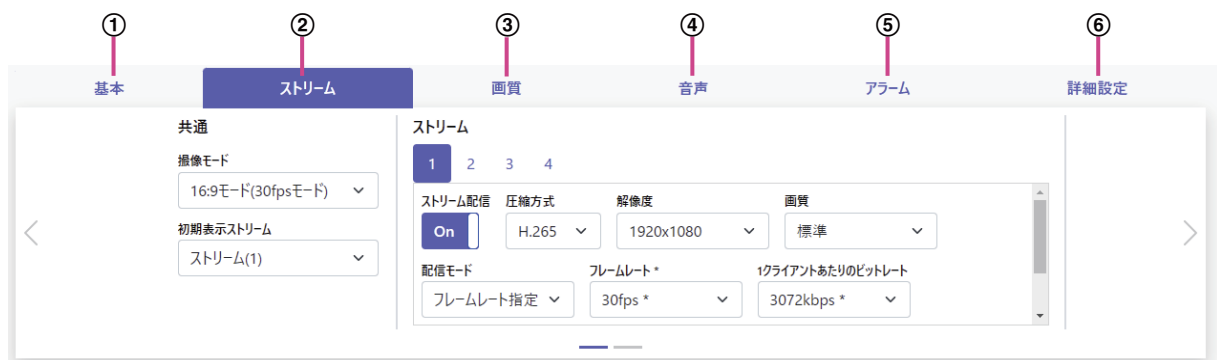 ① ② ③ ④ ⑤ ⑥
基本 ストリーム 画質 音声 アラーム 詳細設定
共通
撮像モード
16:9モード(30fpsモード)
初期表示ストリーム
ストリーム(1)
ストリーム
1 2 3 4
ストリーム配信 圧縮方式 解像度 画質
On H.265 1920x1080 標準
配信モード フレームレート * 1クライアントあたりのビットレート
フレームレート指定 30fps * 3072kbps *